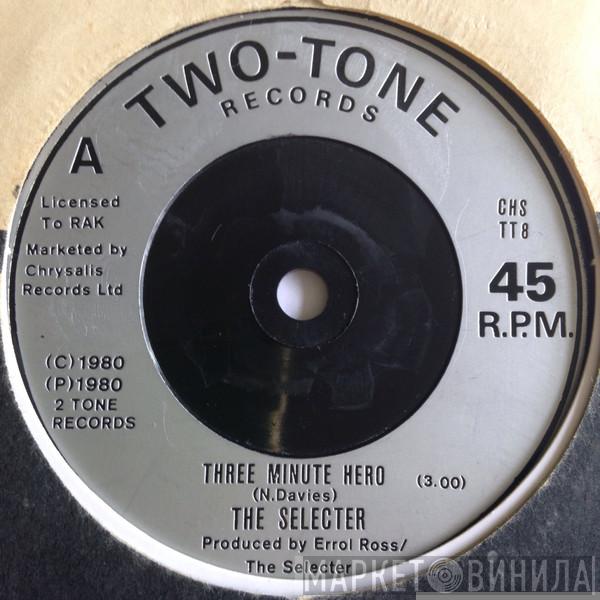 TWO-TONE
RECORDS
A
Licensed
To RAK
Marketed by
Chrysalis
Records Ltd
CHS
TT8
45
R.P.M.
(C)1980
(P)1980
2 TONE
RECORDS
THREE MINUTE HERO (3.00)
(N.Davies)
THE SELECTER
Produced by Errol Ross/
The Selecter
МАРКЕТ ВИНИЛА